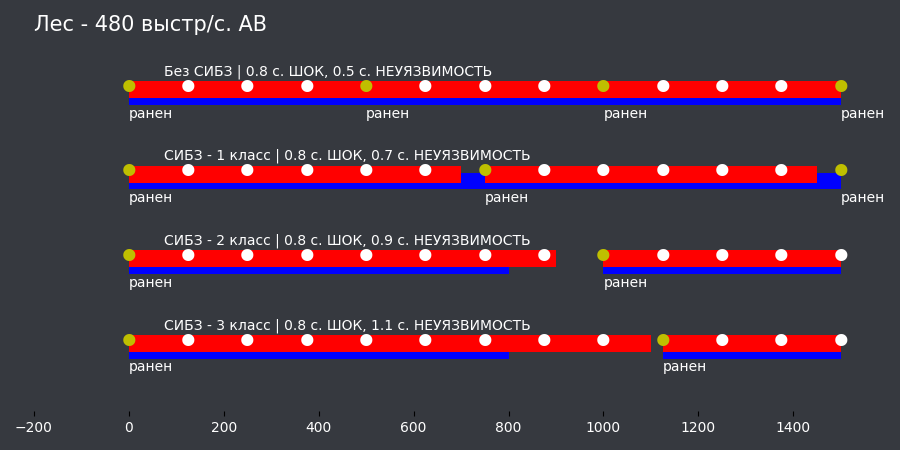 Лес - 480 выстр/с. АВ
Без СИБЗ | 0.8 с. ШОК, 0.5 с. НЕУЯЗВИМОСТЬ
ранен ранен ранен ранен
СИБЗ - 1 класс | 0.8 с. ШОК, 0.7 с. НЕУЯЗВИМОСТЬ
ранен ранен ранен
СИБЗ - 2 класс | 0.8 с. ШОК, 0.9 с. НЕУЯЗВИМОСТЬ
ранен ранен
СИБЗ - 3 класс | 0.8 с. ШОК, 1.1 с. НЕУЯЗВИМОСТЬ
ранен ранен
−200 0 200 400 600 800 1000 1200 1400